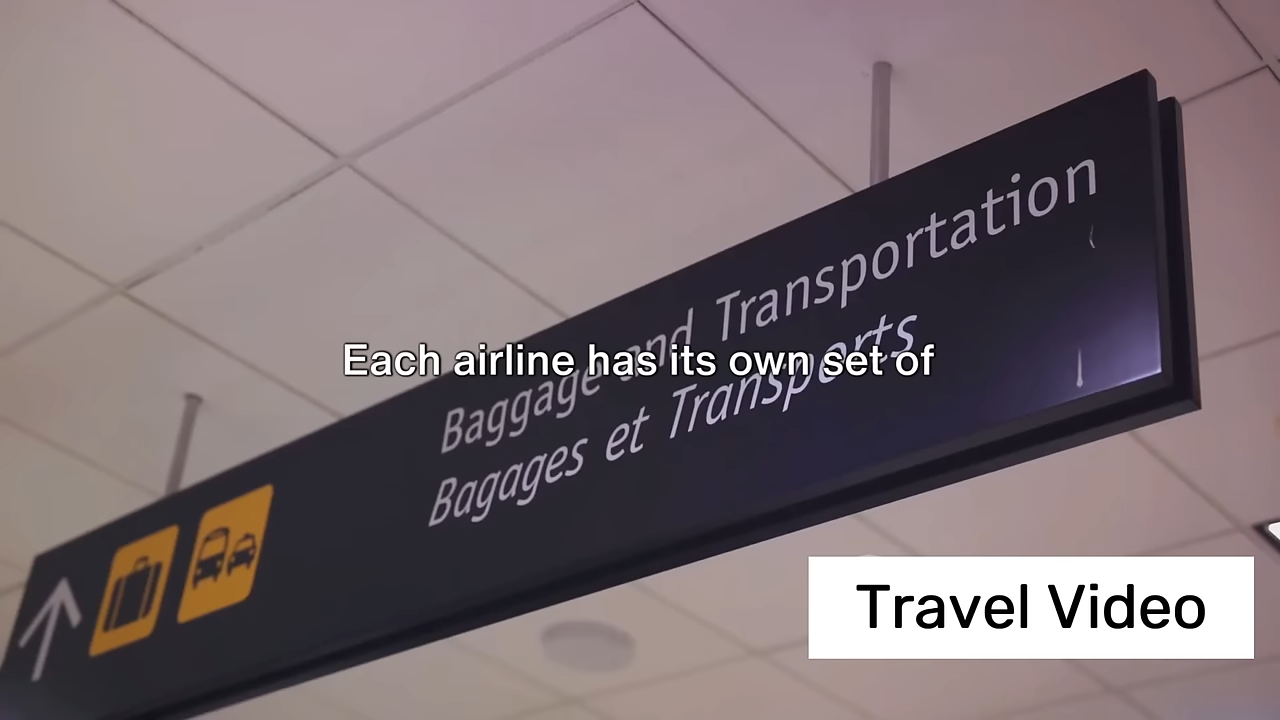 Baggage and Transportation
Bagages et Transports
Each airline has its own set of
Travel Video